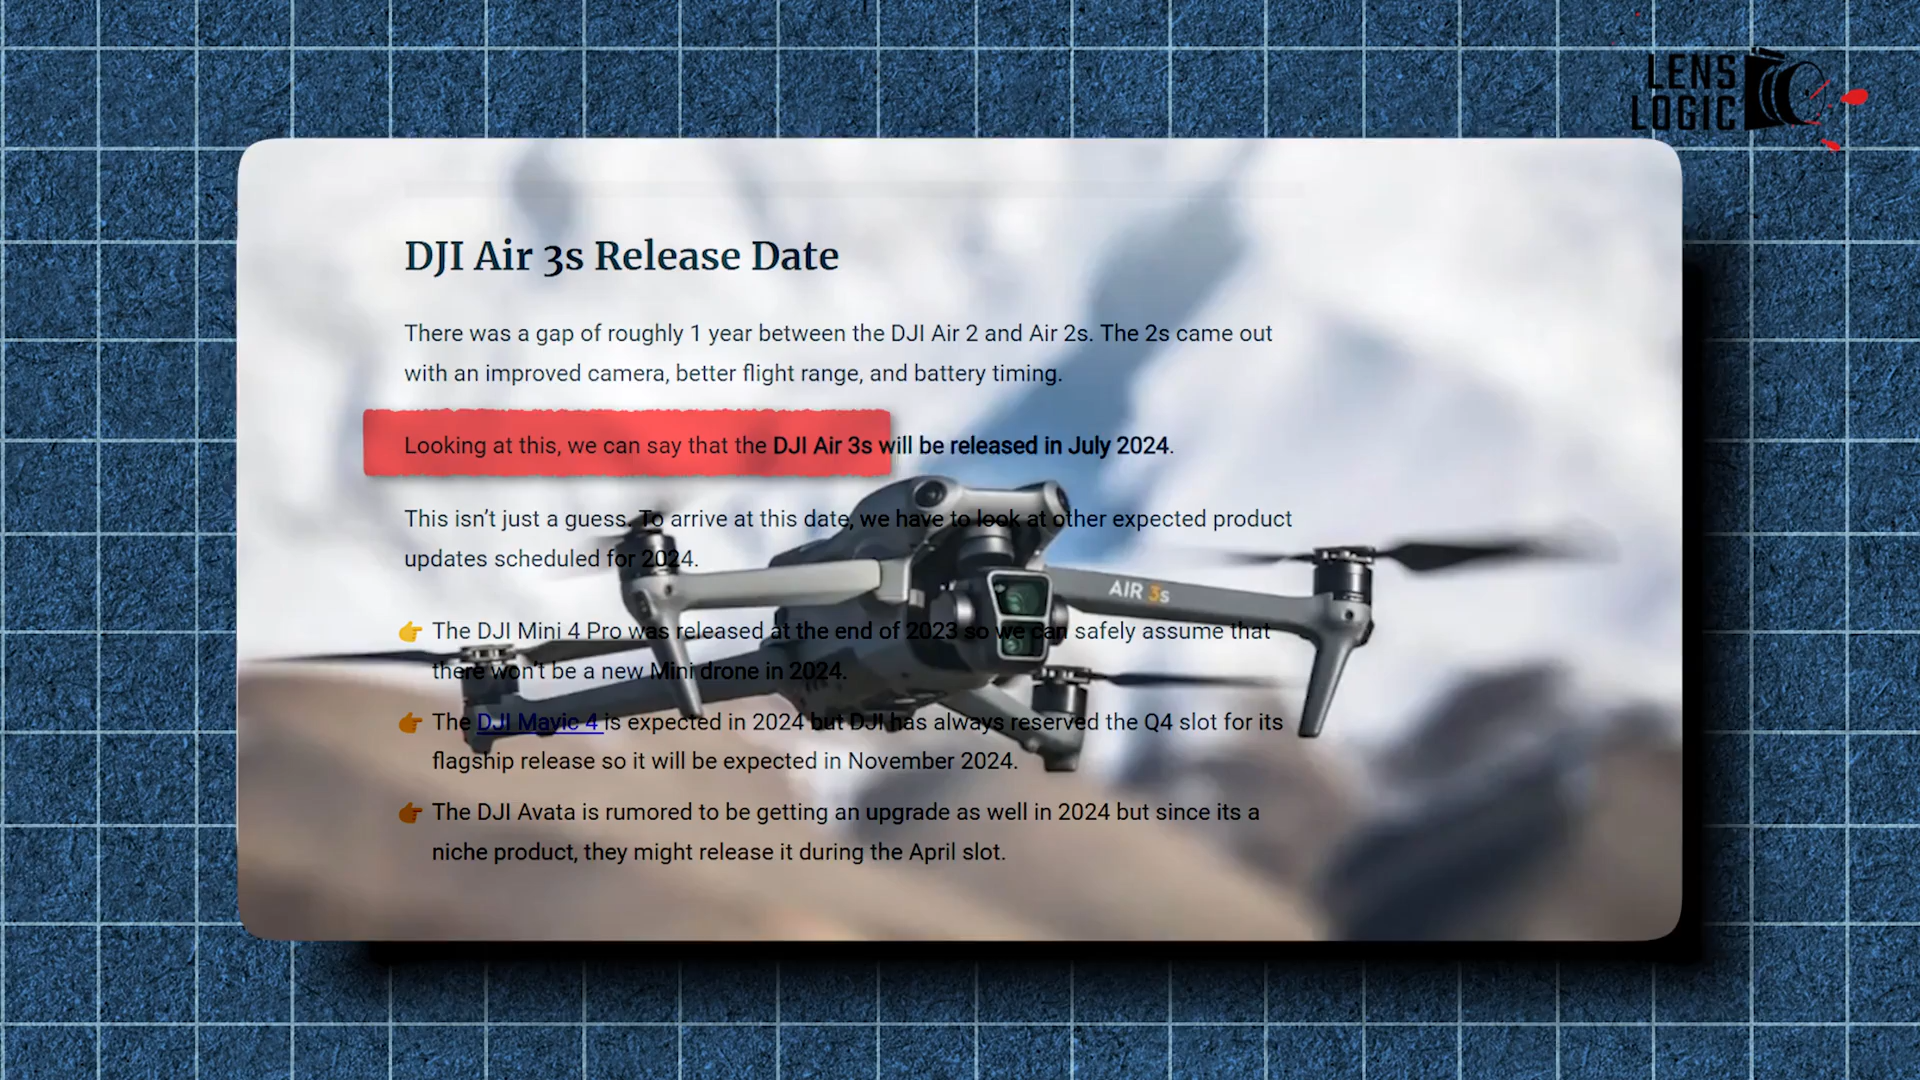 LENS
LOGIC
DJI Air 3s Release Date
There was a gap of roughly 1 year between the DJI Air 2 and Air 2s. The 2s came out
with an improved camera, better flight range, and battery timing.
Looking at this, we can say that the DJI Air 3s will be released in July 2024.
This isn’t just a guess. To arrive at this date, we have to look at other expected product
updates scheduled for 2024.
AIR 3s
👉 The DJI Mini 4 Pro was released at the end of 2023 so we can safely assume that
there won’t be a new Mini drone in 2024.
👉 The DJI Mavic 4 is expected in 2024 but DJI has always reserved the Q4 slot for its
flagship release so it will be expected in November 2024.
👉 The DJI Avata is rumored to be getting an upgrade as well in 2024 but since its a
niche product, they might release it during the April slot.